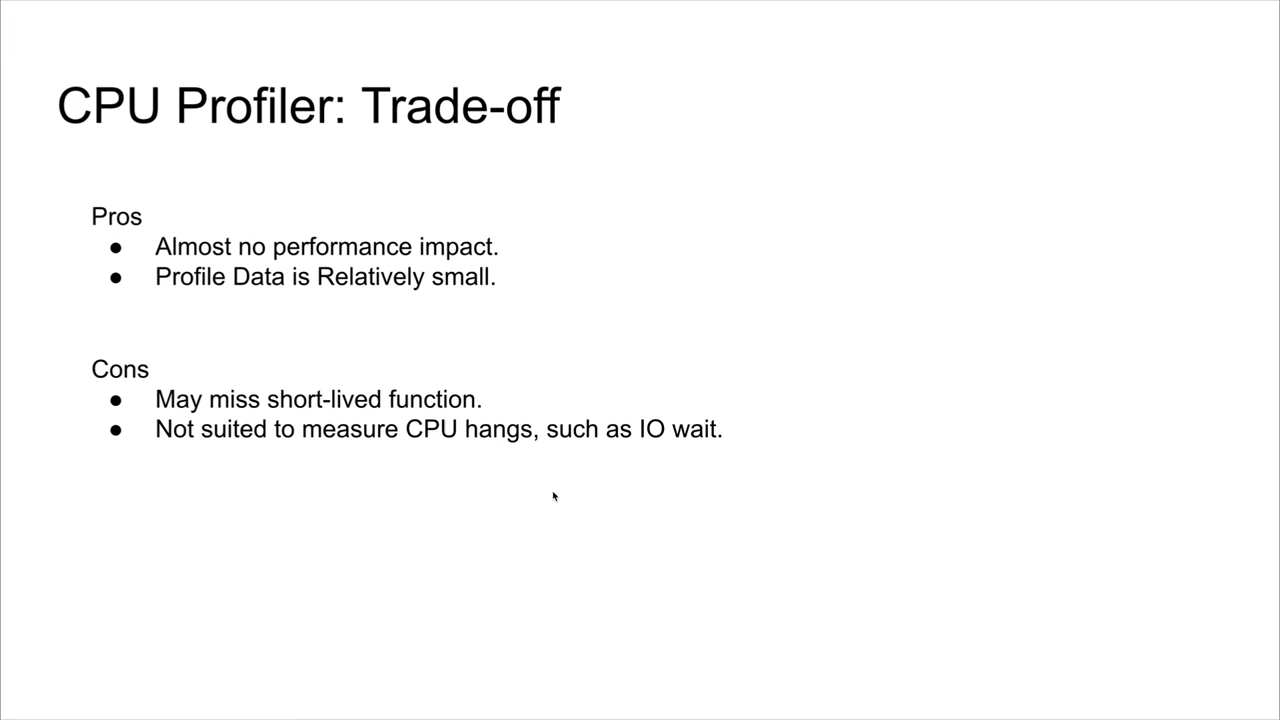 CPU Profiler: Trade-off
Pros
● Almost no performance impact.
● Profile Data is Relatively small.
Cons
● May miss short-lived function.
● Not suited to measure CPU hangs, such as IO wait.